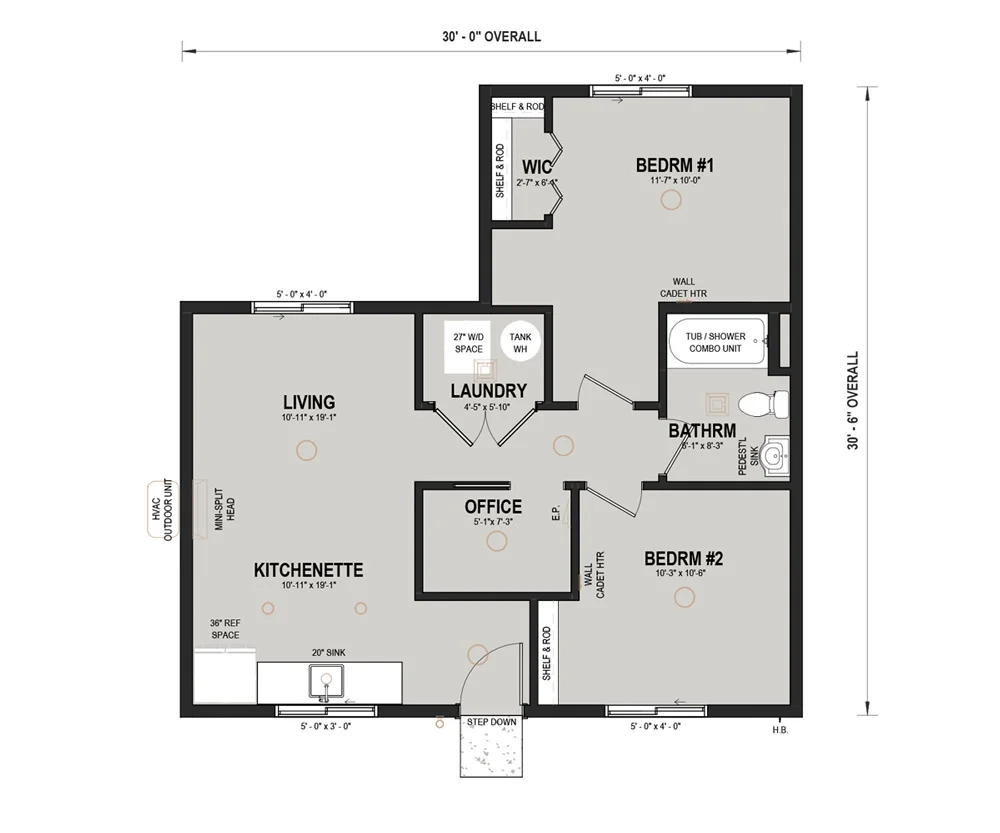 30' - 0" OVERALL
5' - 0" x 4' - 0"
SHELF & ROD
SHELF & ROD
WIC
2'-7" x 6'-4"
BEDRM #1
11'-7" x 10'-0"
WALL
CADET HTR
5' - 0" x 4' - 0"
27" W/D
SPACE
TANK
WH
TUB / SHOWER
COMBO UNIT
LAUNDRY
4'-5" x 5'-10"
LIVING
10'-11" x 19'-1"
BATHRM
8'-1" x 8'-3"
PEDEST'L
SINK
30' - 6" OVERALL
HVAC
OUTDOOR UNIT
MINI-SPLIT
HEAD
OFFICE
5'-1"x 7'-3"
E.P.
KITCHENETTE
10'-11" x 19'-1"
BEDRM #2
10'-3" x 10'-6"
WALL
CADET HTR
36" REF
SPACE
20" SINK
SHELF & ROD
5' - 0" x 3' - 0"
STEP DOWN
5' - 0" x 4' - 0"
H.B.